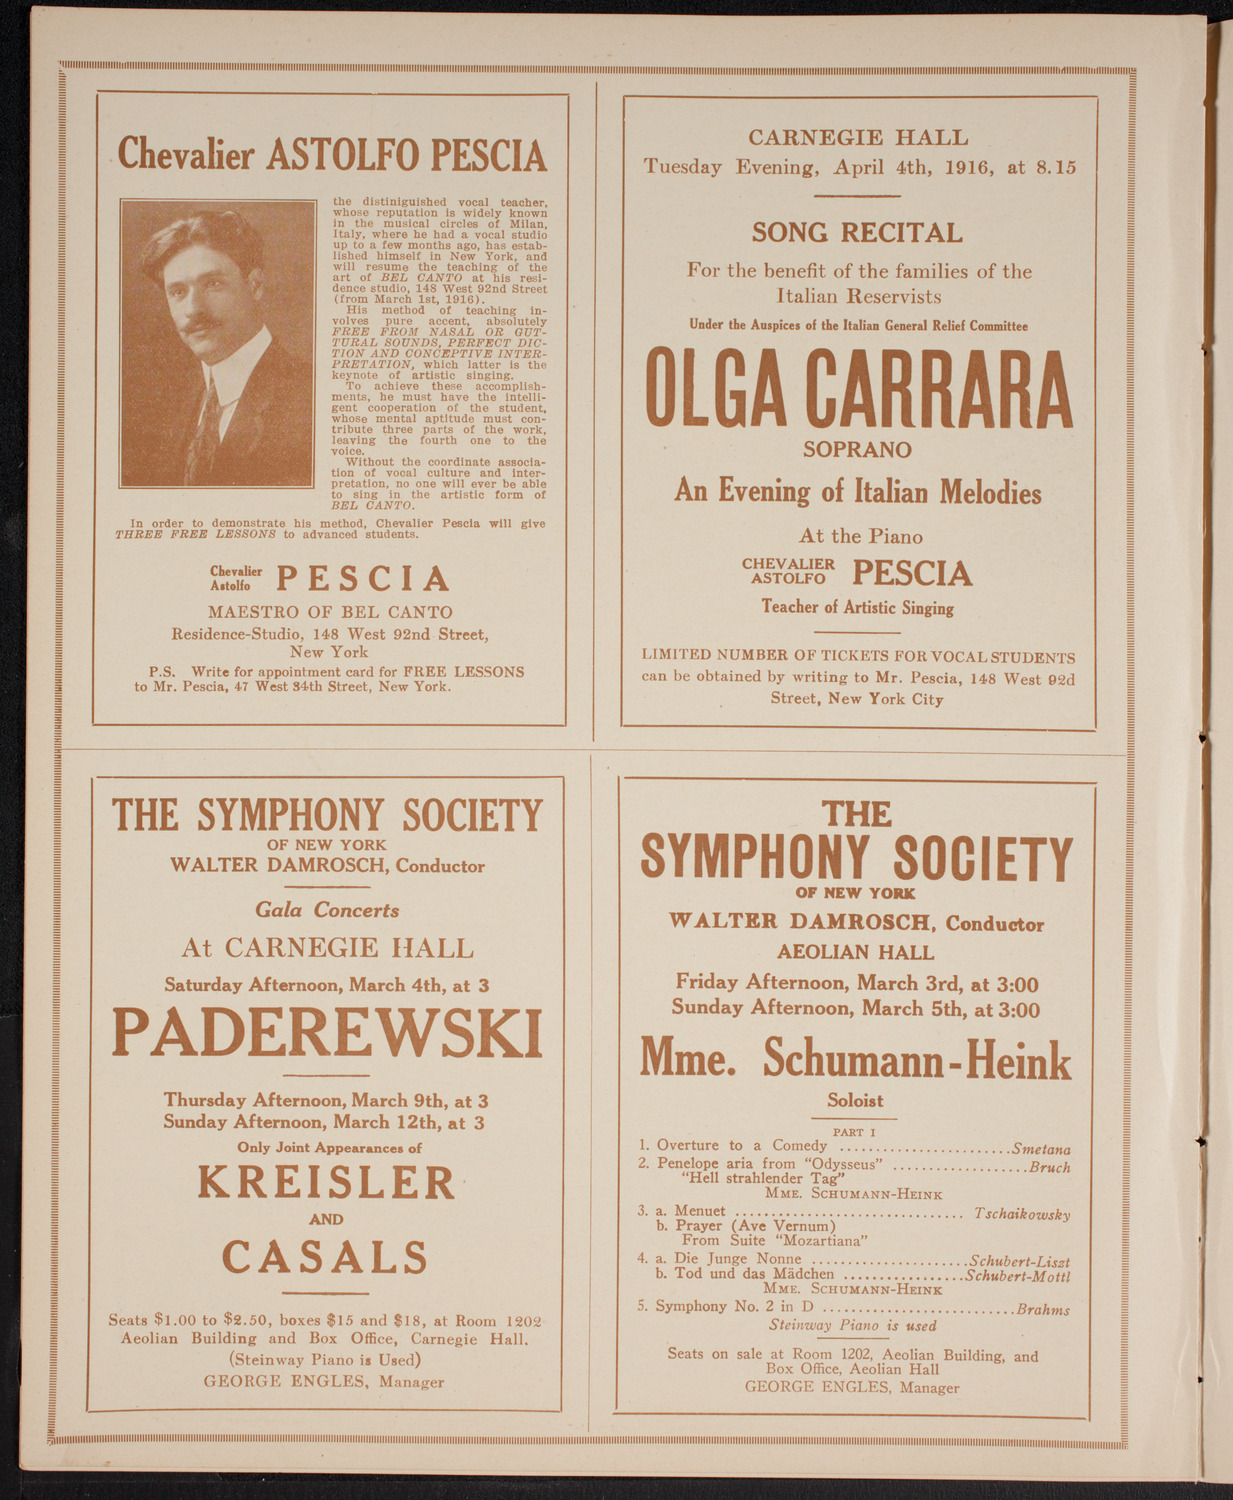 Chevalier ASTOLFO PESCIA
the distiniguished vocal teacher,
whose reputation is widely known
in the musical circles of Milan,
Italy, where he had a vocal studio
up to a few months ago, has estab-
lished himself in New York, and
will resume the teaching of the
art of BEL CANTO at his resi-
dence studio, 148 West 92nd Street
(from March 1st, 1916).
His method of teaching in-
volves pure accent, absolutely
FREE FROM NASAL OR GUT-
TURAL SOUNDS, PERFECT DIC-
TION AND CONCEPTIVE INTER-
PRETATION, which latter is the
keynote of artistic singing.
To achieve these accomplish-
ments, he must have the intelli-
gent cooperation of the student,
whose mental aptitude must con-
tribute three parts of the work,
leaving the fourth one to the
voice.
Without the coordinate associa-
tion of vocal culture and inter-
pretation, no one will ever be able
to sing in the artistic form of
BEL CANTO.
In order to demonstrate his method, Chevalier Pescia will give
THREE FREE LESSONS to advanced students.
Chevalier
Astolfo PESCIA
MAESTRO OF BEL CANTO
Residence-Studio, 148 West 92nd Street,
New York
P.S. Write for appointment card for FREE LESSONS
to Mr. Pescia, 47 West 34th Street, New York.
CARNEGIE HALL
Tuesday Evening, April 4th, 1916, at 8.15
SONG RECITAL
For the benefit of the families of the
Italian Reservists
Under the Auspices of the Italian General Relief Committee
OLGA CARRARA
SOPRANO
An Evening of Italian Melodies
At the Piano
CHEVALIER
ASTOLFO PESCIA
Teacher of Artistic Singing
LIMITED NUMBER OF TICKETS FOR VOCAL STUDENTS
can be obtained by writing to Mr. Pescia, 148 West 92d
Street, New York City
THE SYMPHONY SOCIETY
OF NEW YORK
WALTER DAMROSCH, Conductor
Gala Concerts
At CARNEGIE HALL
Saturday Afternoon, March 4th, at 3
PADEREWSKI
Thursday Afternoon, March 9th, at 3
Sunday Afternoon, March 12th, at 3
Only Joint Appearances of
KREISLER
AND
CASALS
Seats $1.00 to $2.50, boxes $15 and $18, at Room 1202
Aeolian Building and Box Office, Carnegie Hall.
(Steinway Piano is Used)
GEORGE ENGLES, Manager
THE
SYMPHONY SOCIETY
OF NEW YORK
WALTER DAMROSCH, Conductor
AEOLIAN HALL
Friday Afternoon, March 3rd, at 3:00
Sunday Afternoon, March 5th, at 3:00
Mme. Schumann-Heink
Soloist
PART I
1. Overture to a Comedy ........................Smetana
2. Penelope aria from "Odysseus" ...................Bruch
"Hell strahlender Tag"
MME. SCHUMANN-HEINK
3. a. Menuet ................................ Tschaikowsky
b. Prayer (Ave Vernum)
From Suite "Mozartiana"
4. a. Die Junge Nonne ......................Schubert-Liszt
b. Tod und das Mädchen .................Schubert-Mottl
MME. SCHUMANN-HEINK
5. Symphony No. 2 in D ...........................Brahms
Steinway Piano is used
Seats on sale at Room 1202, Aeolian Building, and
Box Office, Aeolian Hall
GEORGE ENGLES, Manager